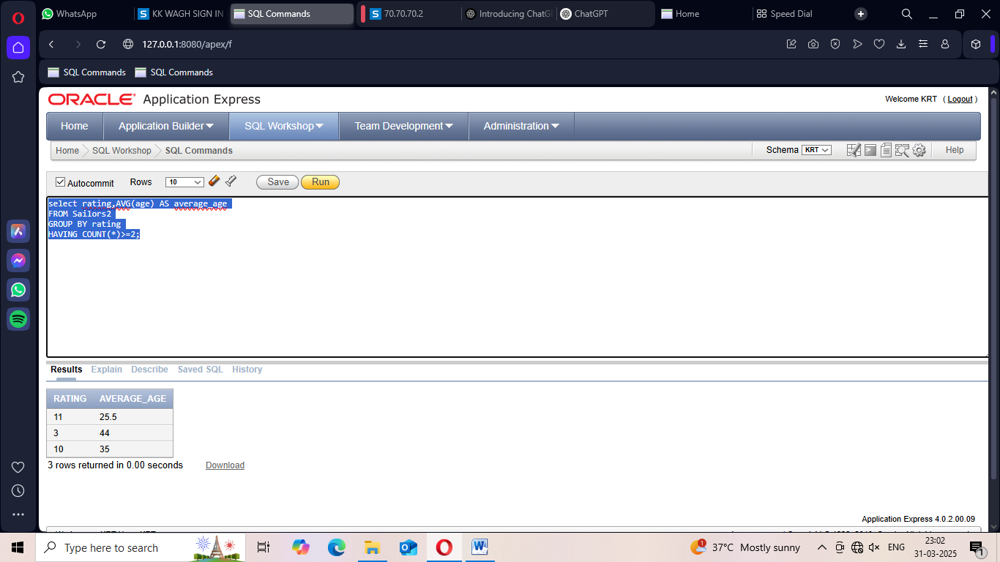 WhatsApp
KK WAGH SIGN IN
SQL Commands
70.70.70.2
Introducing ChatG
ChatGPT
Home
Speed Dial
127.0.0.1:8080/apex/f
SQL Commands
SQL Commands
ORACLE Application Express
Welcome KRT ( Logout )
Home
Application Builder
SQL Workshop
Team Development
Administration
Home
SQL Workshop
SQL Commands
Schema
KRT
Help
Autocommit
Rows
10
Save
Run
select rating,AVG(age) AS average_age
FROM Sailors2
GROUP BY rating
HAVING COUNT(*)>=2;
Results Explain Describe Saved SQL History
RATING AVERAGE_AGE
11 25.5
3 44
10 35
3 rows returned in 0.00 seconds
Download
Application Express 4.0.2.00.09
Type here to search
1
37°C Mostly sunny
ENG
23:02
31-03-2025
1